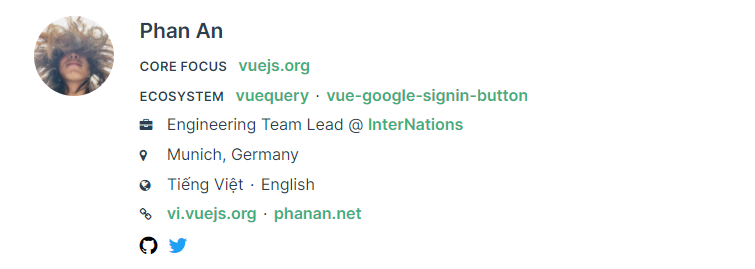 Phan An
CORE FOCUS vuejs.org
ECOSYSTEM vuequery · vue-google-signin-button
Engineering Team Lead @ InterNations
Munich, Germany
Tiếng Việt · English
vi.vuejs.org · phanan.net